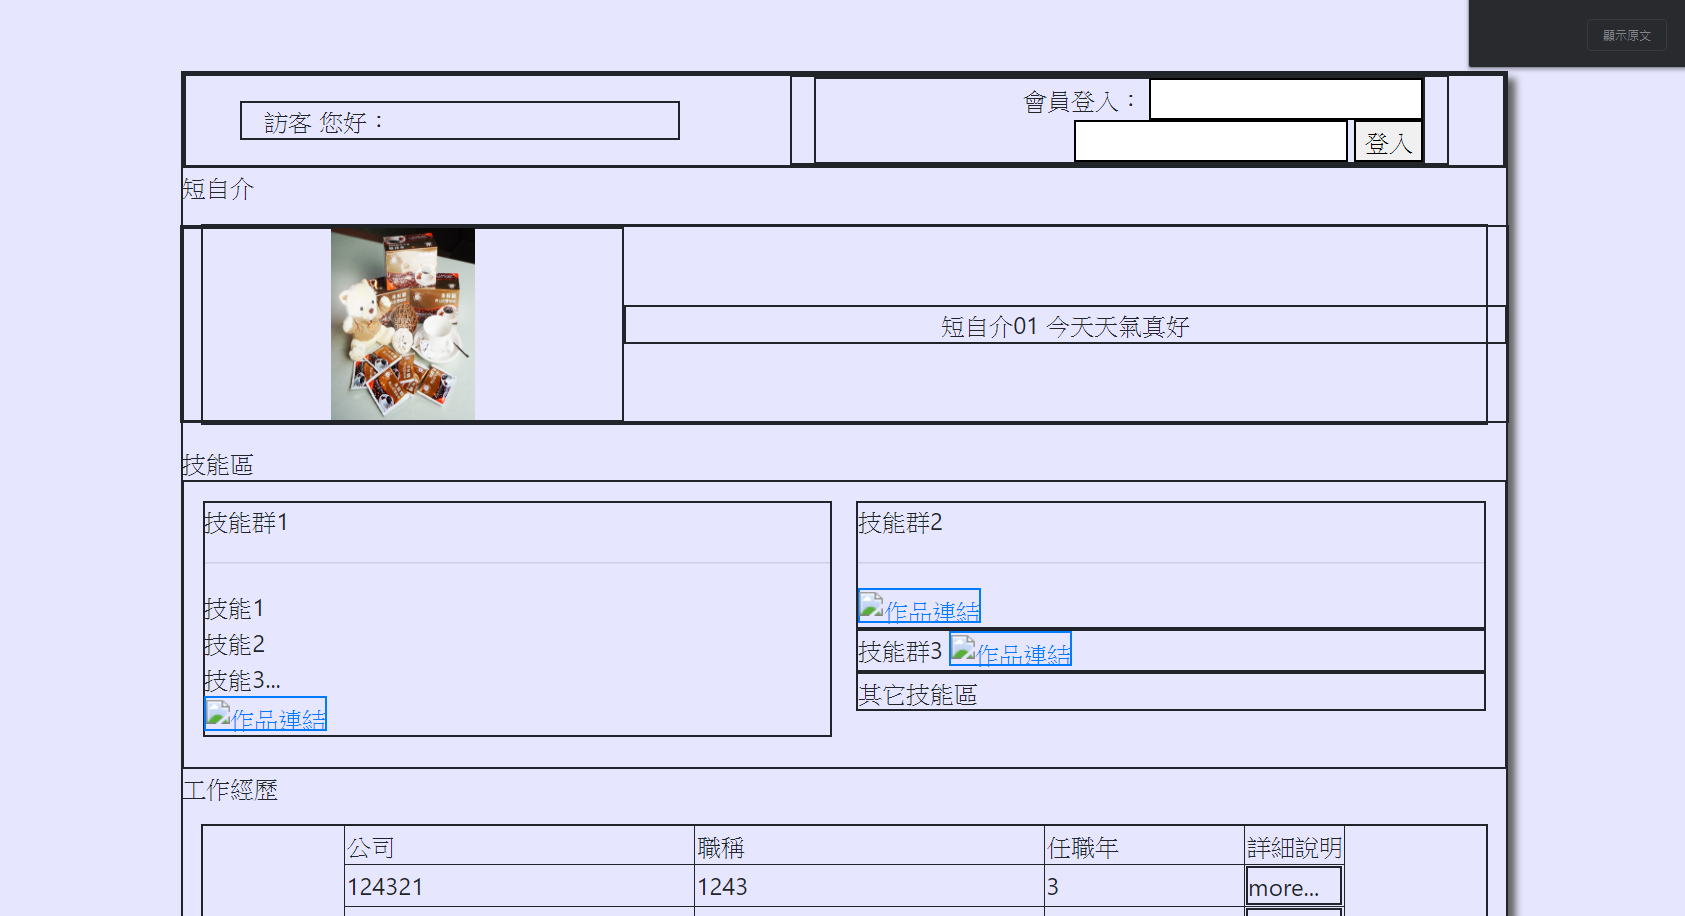 顯示原文
訪客 您好：
會員登入：
登入
短自介
短自介01 今天天氣真好
技能區
技能群1
技能1
技能2
技能3...
作品連結
技能群2
作品連結
技能群3 作品連結
其它技能區
工作經歷
公司 職稱 任職年 詳細說明
124321 1243 3 more...